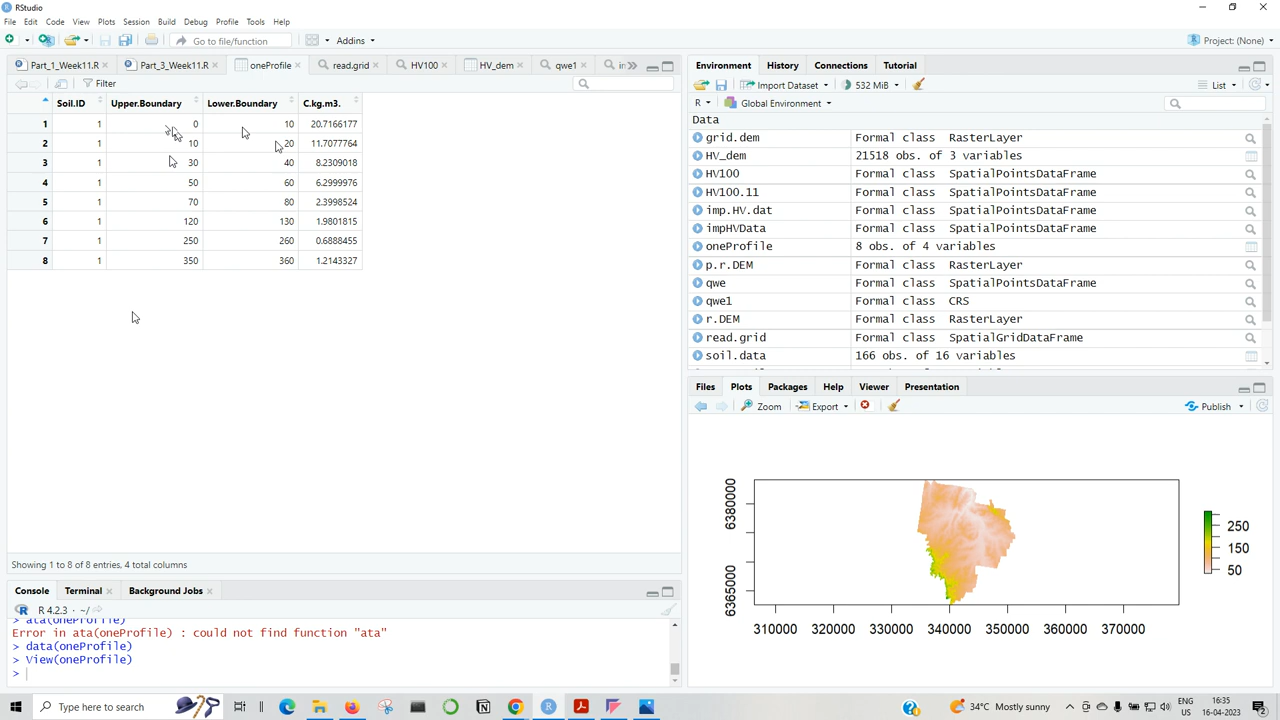 RStudio
File Edit Code View Plots Session Build Debug Profile Tools Help
Go to file/function Addins Project: (None)
Part_1_Week11.R Part_3_Week11.R oneProfile read.grid HV100 HV_dem qwe1
Filter
Soil.ID Upper.Boundary Lower.Boundary C.kg.m3.
1 1 0 10 20.7166177
2 1 10 20 11.7077764
3 1 30 40 8.2309018
4 1 50 60 6.2999976
5 1 70 80 2.3998524
6 1 120 130 1.9801815
7 1 250 260 0.6888455
8 1 350 360 1.2143327
Showing 1 to 8 of 8 entries, 4 total columns
Console Terminal Background Jobs
R 4.2.3 · ~/
> ata(oneProfile)
Error in ata(oneProfile) : could not find function "ata"
> data(oneProfile)
> View(oneProfile)
>
Environment History Connections Tutorial
Import Dataset 532 MiB List
R Global Environment
Data
grid.dem Formal class RasterLayer
HV_dem 21518 obs. of 3 variables
HV100 Formal class SpatialPointsDataFrame
HV100.11 Formal class SpatialPointsDataFrame
imp.HV.dat Formal class SpatialPointsDataFrame
impHVData Formal class SpatialPointsDataFrame
oneProfile 8 obs. of 4 variables
p.r.DEM Formal class RasterLayer
qwe Formal class SpatialPointsDataFrame
qwe1 Formal class CRS
r.DEM Formal class RasterLayer
read.grid Formal class SpatialGridDataFrame
soil.data 166 obs. of 16 variables
Files Plots Packages Help Viewer Presentation
Zoom Export Publish
6380000
6365000
250
150
50
310000 320000 330000 340000 350000 360000 370000
Type here to search
34°C Mostly sunny
ENG
US
16:35
16-04-2023
2